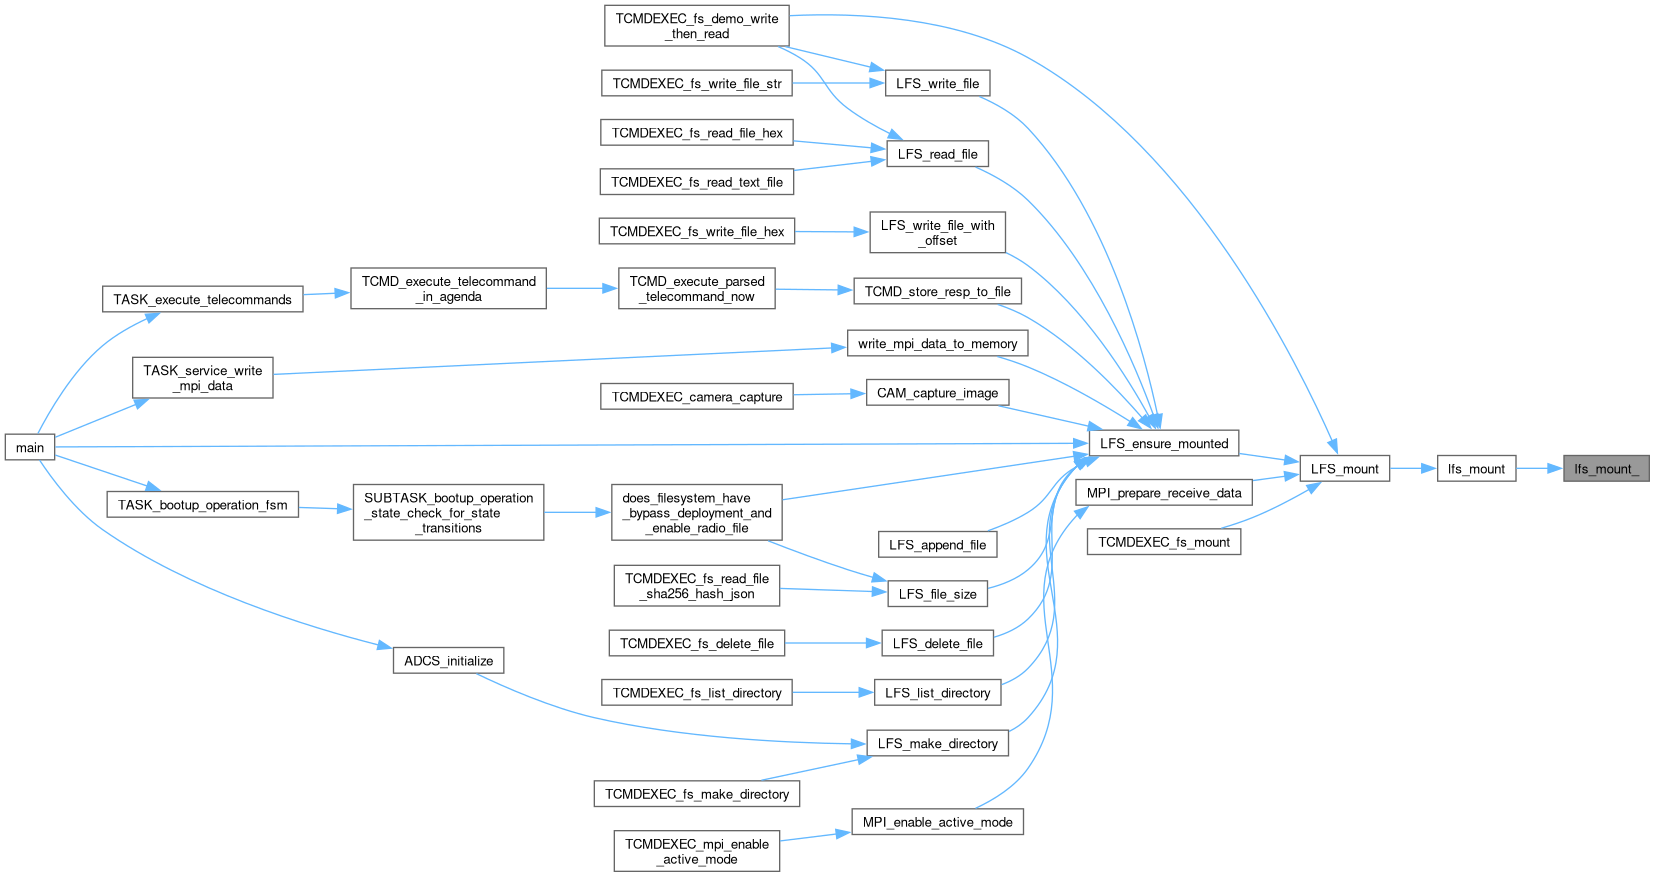 TCMDEXEC_fs_demo_write
_then_read
TCMDEXEC_fs_write_file_str
LFS_write_file
TCMDEXEC_fs_read_file_hex
LFS_read_file
TCMDEXEC_fs_read_text_file
TCMDEXEC_fs_write_file_hex
LFS_write_file_with
_offset
TASK_execute_telecommands
TCMD_execute_telecommand
_in_agenda
TCMD_execute_parsed
_telecommand_now
TCMD_store_resp_to_file
write_mpi_data_to_memory
TASK_service_write
_mpi_data
TCMDEXEC_camera_capture
CAM_capture_image
main
LFS_ensure_mounted
LFS_mount
lfs_mount
lfs_mount_
MPI_prepare_receive_data
TASK_bootup_operation_fsm
SUBTASK_bootup_operation
_state_check_for_state
_transitions
does_filesystem_have
_bypass_deployment_and
_enable_radio_file
LFS_append_file
TCMDEXEC_fs_mount
TCMDEXEC_fs_read_file
_sha256_hash_json
LFS_file_size
TCMDEXEC_fs_delete_file
LFS_delete_file
ADCS_initialize
TCMDEXEC_fs_list_directory
LFS_list_directory
LFS_make_directory
TCMDEXEC_fs_make_directory
MPI_enable_active_mode
TCMDEXEC_mpi_enable
_active_mode